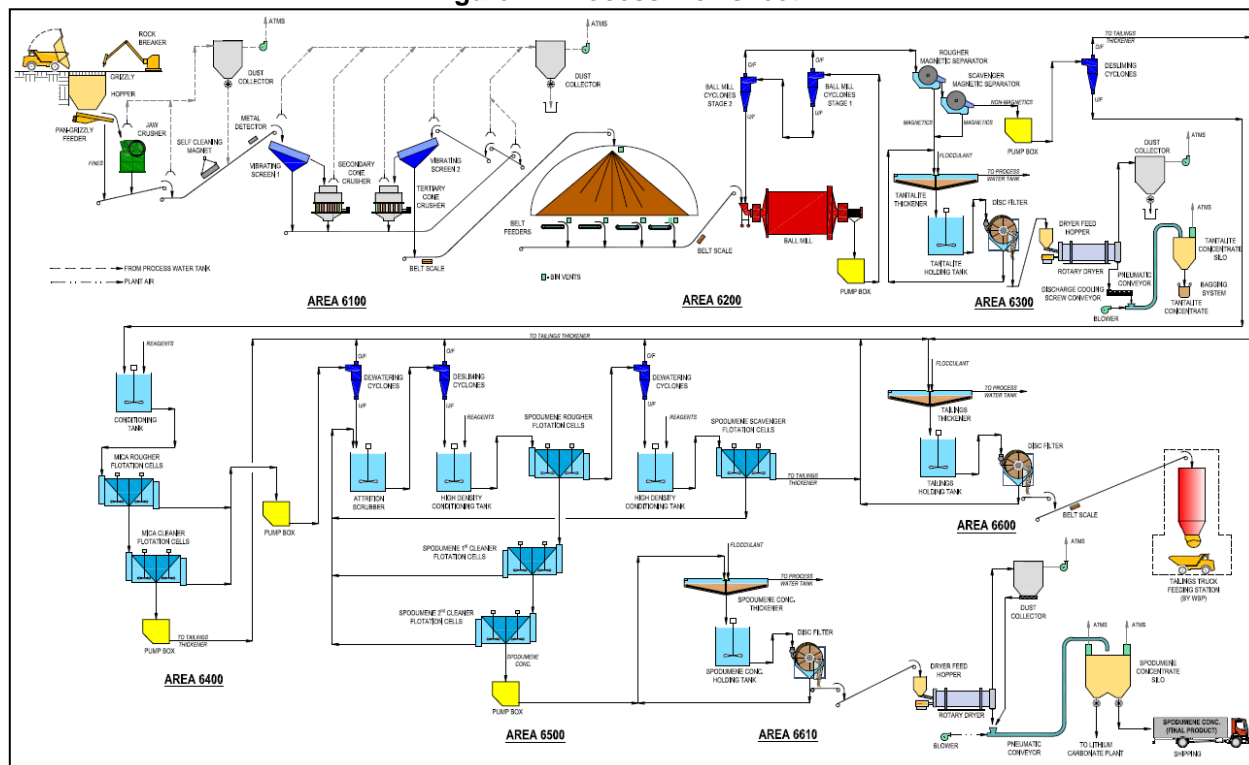 ROCK
BREAKER
GRIZZLY
HOPPER
PAN-GRIZZLY
FEEDER
FINES
JAW
CRUSHER
ATMS
DUST
COLLECTOR
SELF CLEANING
MAGNET
METAL
DETECTOR
VIBRATING
SCREEN 1
SECONDARY
CONE
CRUSHER
TERTIARY
CONE
CRUSHER
VIBRATING
SCREEN 2
ATMS
DUST
COLLECTOR
BELT SCALE
FROM PROCESS WATER TANK
PLANT AIR
AREA 6100
BELT
FEEDERS
BIN VENTS
BELT SCALE
AREA 6200
O/F
O/F
BALL MILL
CYCLONES
STAGE 2
BALL MILL
CYCLONES
STAGE 1
U/F
U/F
BALL MILL
PUMP BOX
ROUGHER
MAGNETIC SEPARATOR
SCAVENGER
MAGNETIC SEPARATOR
NON-MAGNETICS
MAGNETICS
MAGNETICS
PUMP BOX
FLOCCULANT
TO PROCESS
WATER TANK
TANTALITE
THICKENER
DISC FILTER
TANTALITE
HOLDING TANK
AREA 6300
TO TAILINGS
THICKENER
O/F
DESLIMING
CYCLONES
U/F
DUST
COLLECTOR
ATMS
DRYER FEED
HOPPER
ROTARY DRYER
PNEUMATIC
CONVEYOR
DISCHARGE COOLING
SCREW CONVEYOR
BLOWER
ATMS
TANTALITE
CONCENTRATE
SILO
BAGGING
SYSTEM
TANTALITE
CONCENTRATE
REAGENTS
CONDITIONING
TANK
MICA ROUGHER
FLOTATION CELLS
MICA CLEANER
FLOTATION CELLS
PUMP BOX
TO TAILINGS
THICKENER
AREA 6400
PUMP BOX
TO TAILINGS THICKENER
O/F
DEWATERING
CYCLONES
U/F
ATTRITION
SCRUBBER
O/F
DESLIMING
CYCLONES
U/F
REAGENTS
HIGH DENSITY
CONDITIONING TANK
SPODUMENE ROUGHER
FLOTATION CELLS
O/F
DEWATERING
CYCLONES
U/F
REAGENTS
HIGH DENSITY
CONDITIONING TANK
SPODUMENE SCAVENGER
FLOTATION CELLS
TO TAILINGS
THICKENER
SPODUMENE 1st CLEANER
FLOTATION CELLS
SPODUMENE 2nd CLEANER
FLOTATION CELLS
SPODUMENE
CONC.
PUMP BOX
AREA 6500
FLOCCULANT
TO PROCESS
WATER TANK
SPODUMENE CONC.
THICKENER
DISC FILTER
SPODUMENE CONC.
HOLDING TANK
AREA 6610
FLOCCULANT
TO PROCESS
WATER TANK
TAILINGS
THICKENER
DISC FILTER
TAILINGS
HOLDING TANK
AREA 6600
BELT SCALE
TAILINGS TRUCK
FEEDING STATION
(BY WSP)
DRYER FEED
HOPPER
ROTARY DRYER
BLOWER
PNEUMATIC
CONVEYOR
ATMS
DUST
COLLECTOR
ATMS
ATMS
SPODUMENE
CONCENTRATE
SILO
TO LITHIUM
CARBONATE PLANT
SPODUMENE CONC.
(FINAL PRODUCT)
SHIPPING